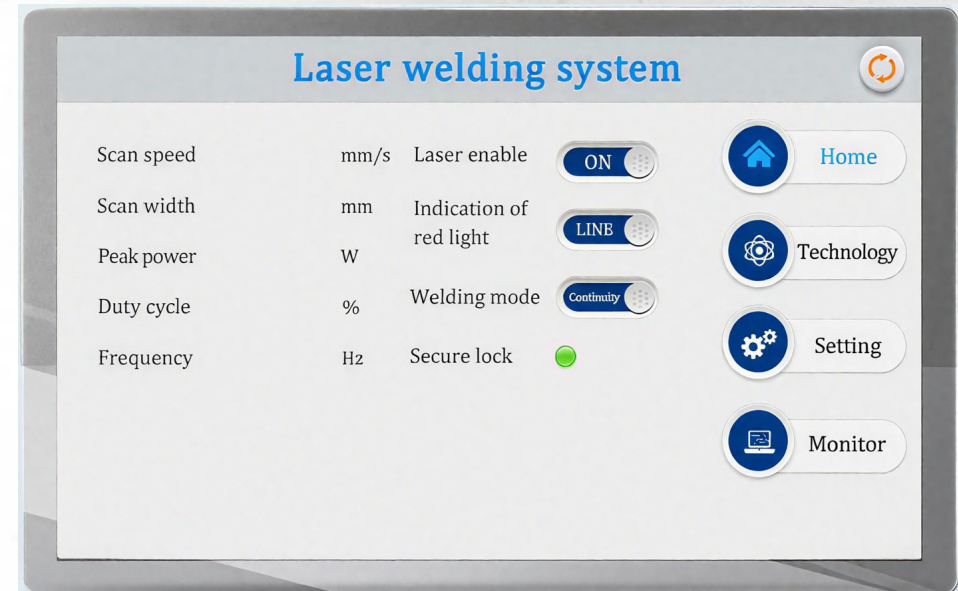 Laser welding system
Scan speed mm/s
Scan width mm
Peak power W
Duty cycle %
Frequency Hz
Laser enable ON
Indication of
red light LINE
Welding mode Continuity
Secure lock
Home
Technology
Setting
Monitor